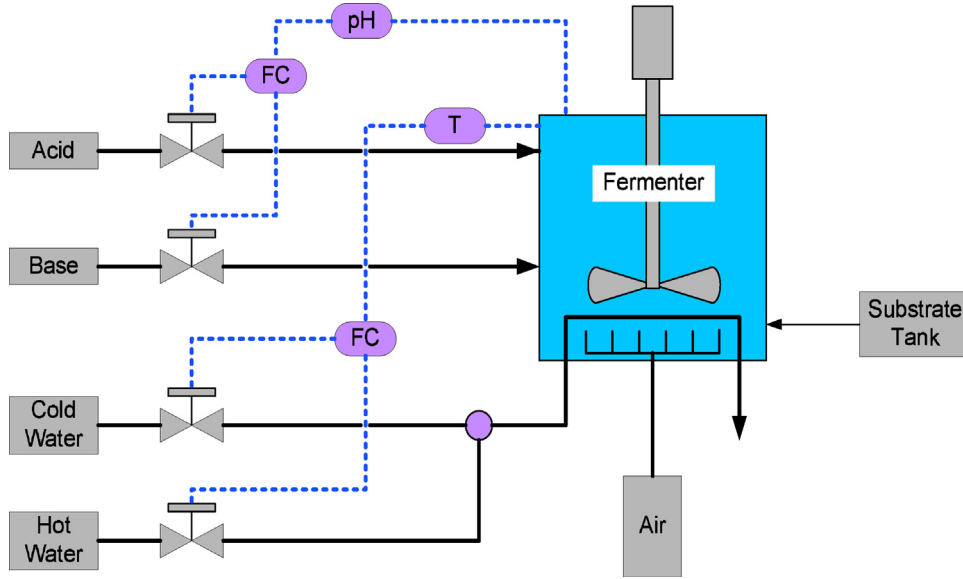 pH
FC
T
Acid
Fermenter
Base
Substrate
Tank
FC
Cold
Water
Hot
Water
Air